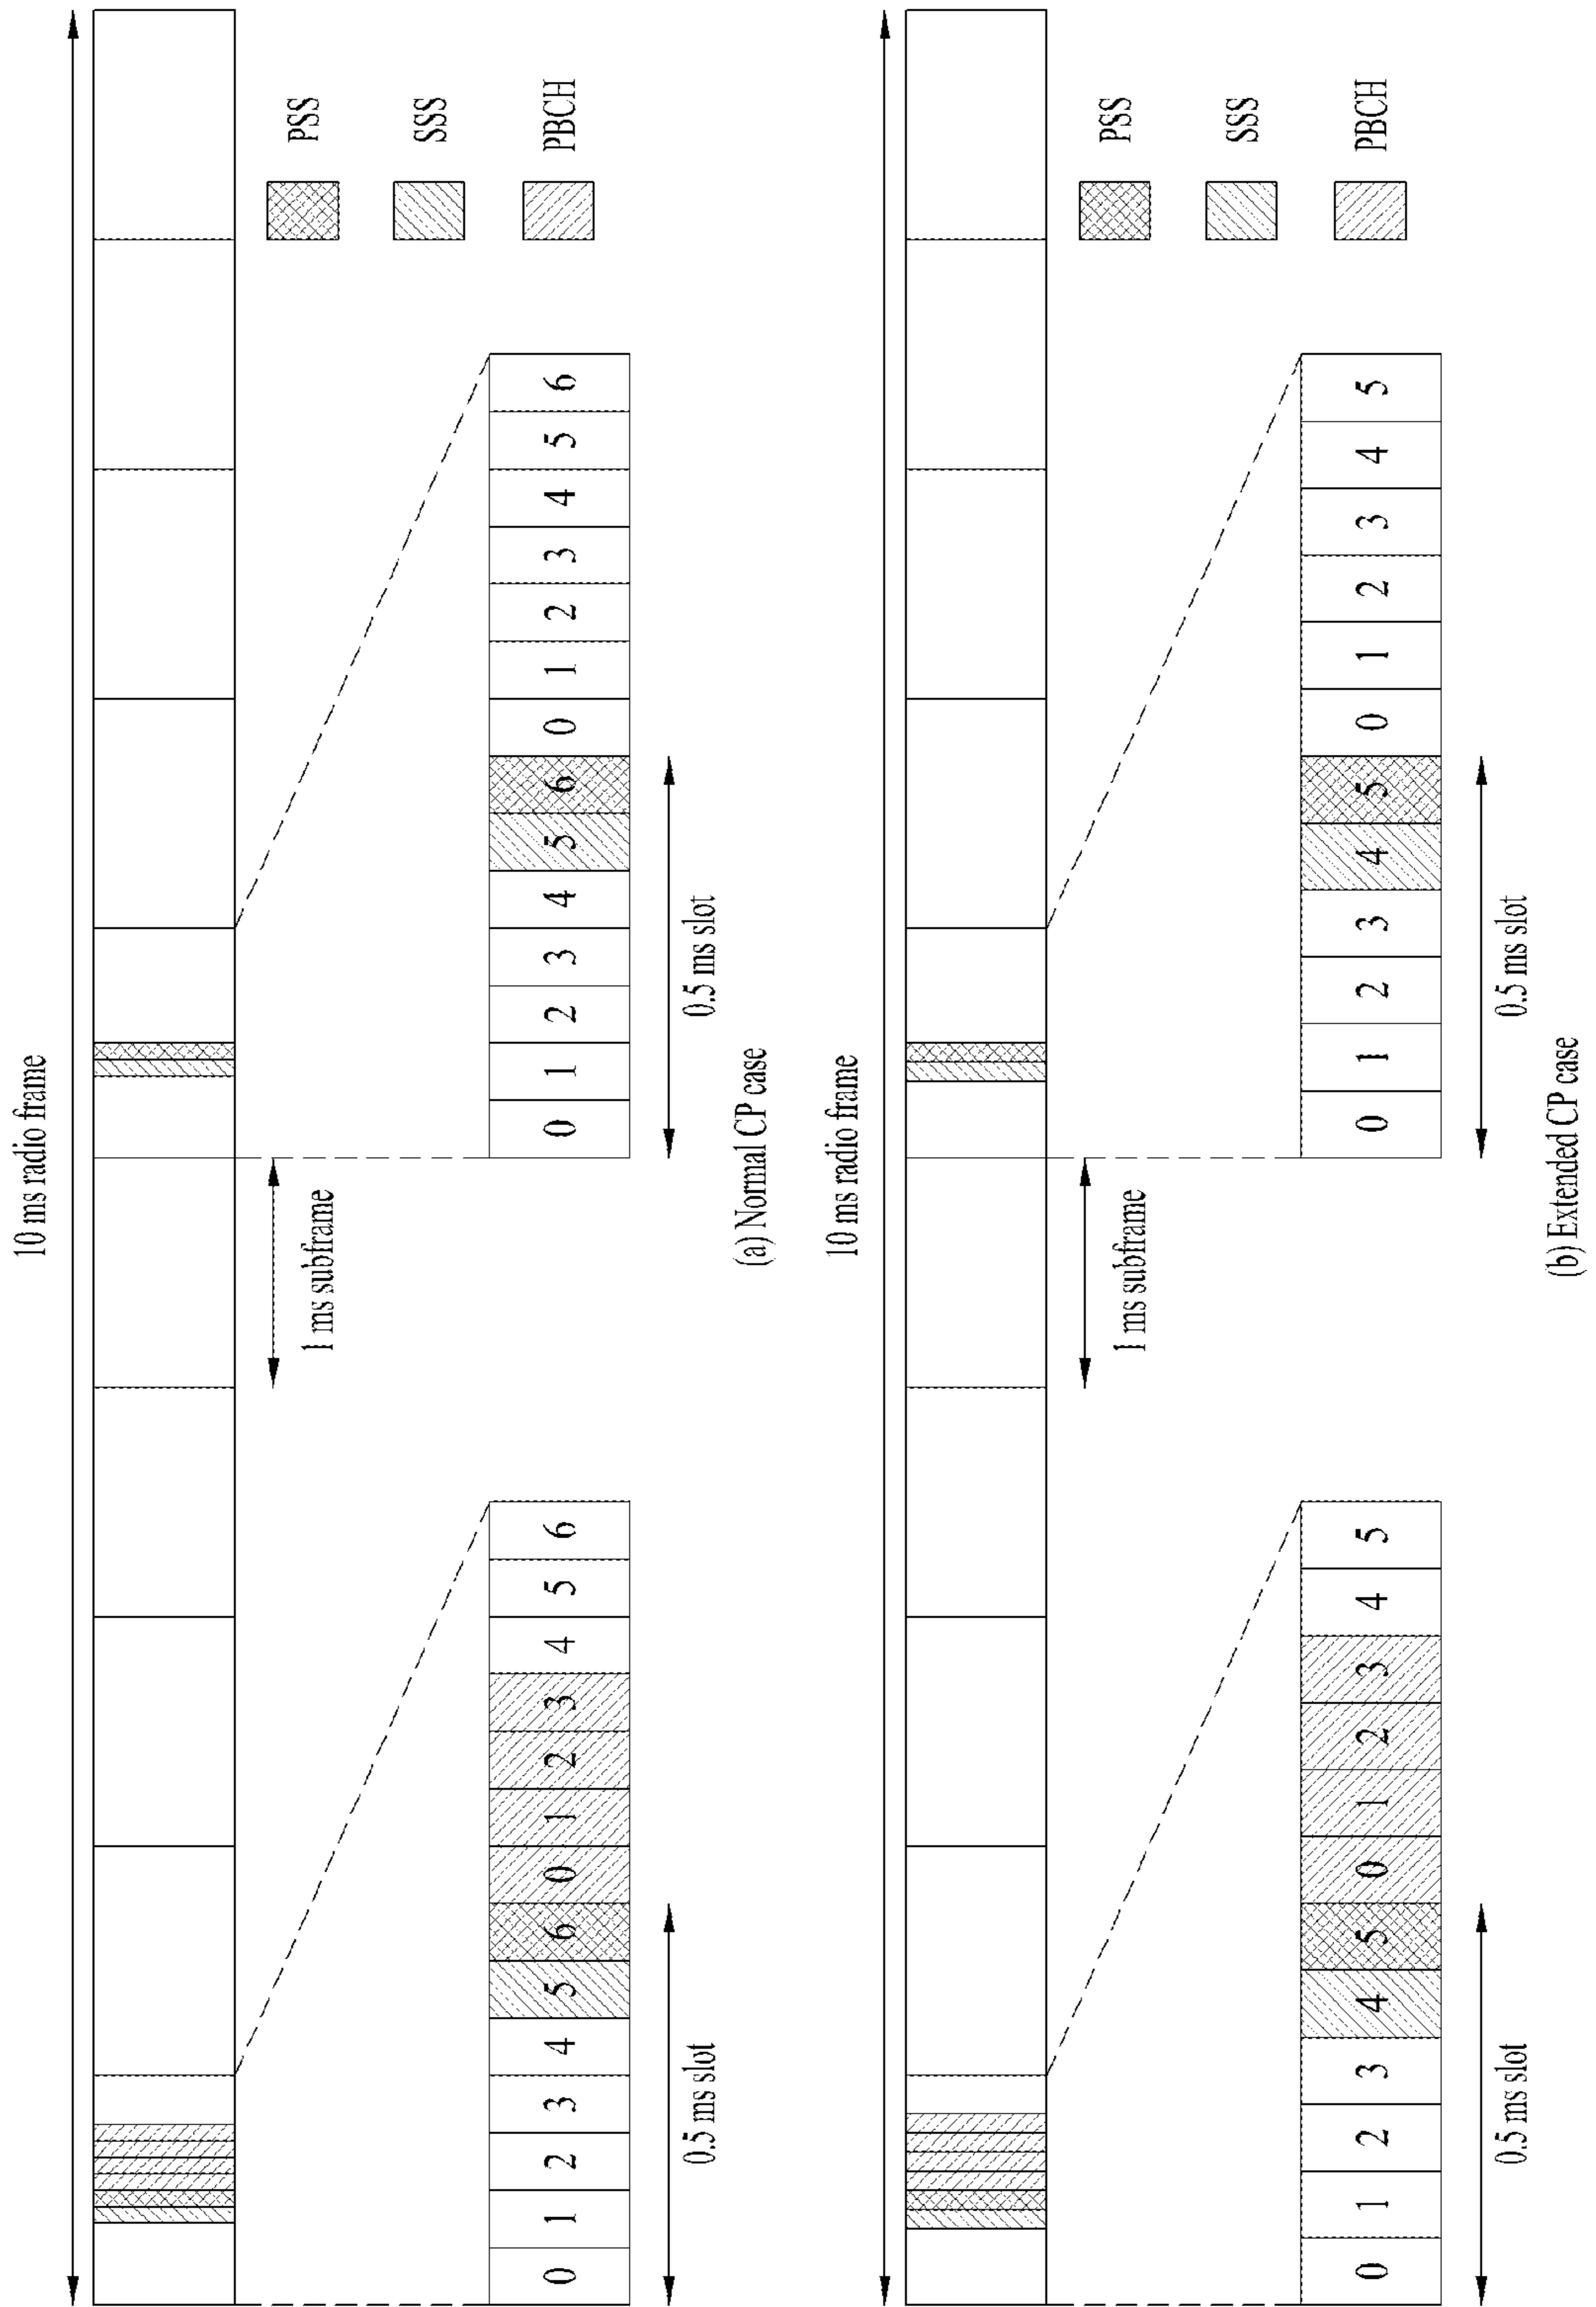 10 ms radio frame
1 ms subframe
PSS
SSS
PBCH
0 1 2 3 4 5 6 0 1 2 3 4 5 6
0 1 2 3 4 5 6 0 1 2 3 4 5 6
0.5 ms slot
0.5 ms slot
(a) Normal CP case
10 ms radio frame
1 ms subframe
PSS
SSS
PBCH
0 1 2 3 4 5 0 1 2 3 4 5
0 1 2 3 4 5 0 1 2 3 4 5
0.5 ms slot
0.5 ms slot
(b) Extended CP case